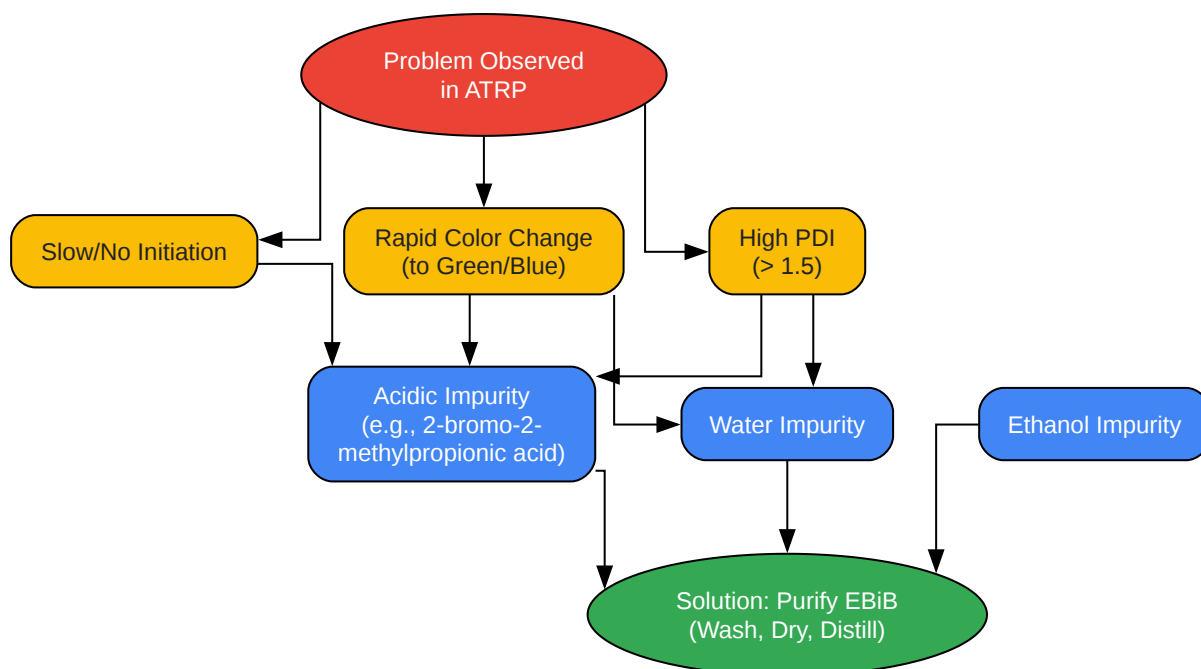 Problem Observed
in ATRP
Slow/No Initiation
Rapid Color Change
(to Green/Blue)
High PDI
(> 1.5)
Acidic Impurity
(e.g., 2-bromo-2-
methylpropionic acid)
Water Impurity
Ethanol Impurity
Solution: Purify EBiB
(Wash, Dry, Distill)